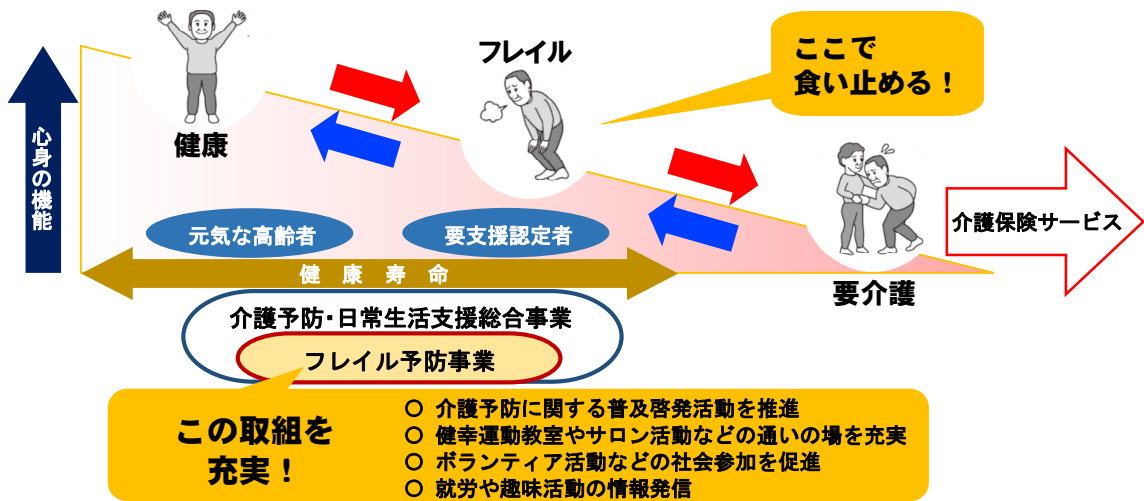 心身の機能
健康
フレイル
ここで
食い止める！
元気な高齢者
要支援認定者
介護保険サービス
健康寿命
要介護
介護予防・日常生活支援総合事業
フレイル予防事業
この取組を
充実！
○ 介護予防に関する普及啓発活動を推進
○ 健幸運動教室やサロン活動などの通いの場を充実
○ ボランティア活動などの社会参加を促進
○ 就労や趣味活動の情報発信